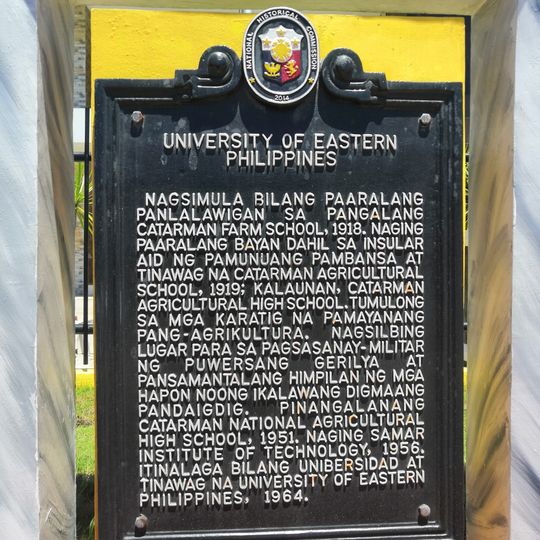 NATIONAL HISTORICAL COMMISSION
2014
UNIVERSITY OF EASTERN
PHILIPPINES
NAGSIMULA BILANG PAARALANG
PANLALAWIGAN SA PANGALANG
CATARMAN FARM SCHOOL, 1918. NAGING
PAARALANG BAYAN DAHIL SA INSULAR
AID NG PAMUNUANG PAMBANSA AT
TINAWAG NA CATARMAN AGRICULTURAL
SCHOOL, 1919; KALAUNAN, CATARMAN
AGRICULTURAL HIGH SCHOOL. TUMULONG
SA MGA KARATIG NA PAMAYANANG
PANG-AGRIKULTURA. NAGSILBING
LUGAR PARA SA PAGSASANAY-MILITAR
NG PUWERSANG GERILYA AT
PANSAMANTALANG HIMPILAN NG MGA
HAPON NOONG IKALAWANG DIGMAANG
PANDAIGDIG. PINANGALANANG
CATARMAN NATIONAL AGRICULTURAL
HIGH SCHOOL, 1951. NAGING SAMAR
INSTITUTE OF TECHNOLOGY, 1956.
ITINALAGA BILANG UNIBERSIDAD AT
TINAWAG NA UNIVERSITY OF EASTERN
PHILIPPINES, 1964.